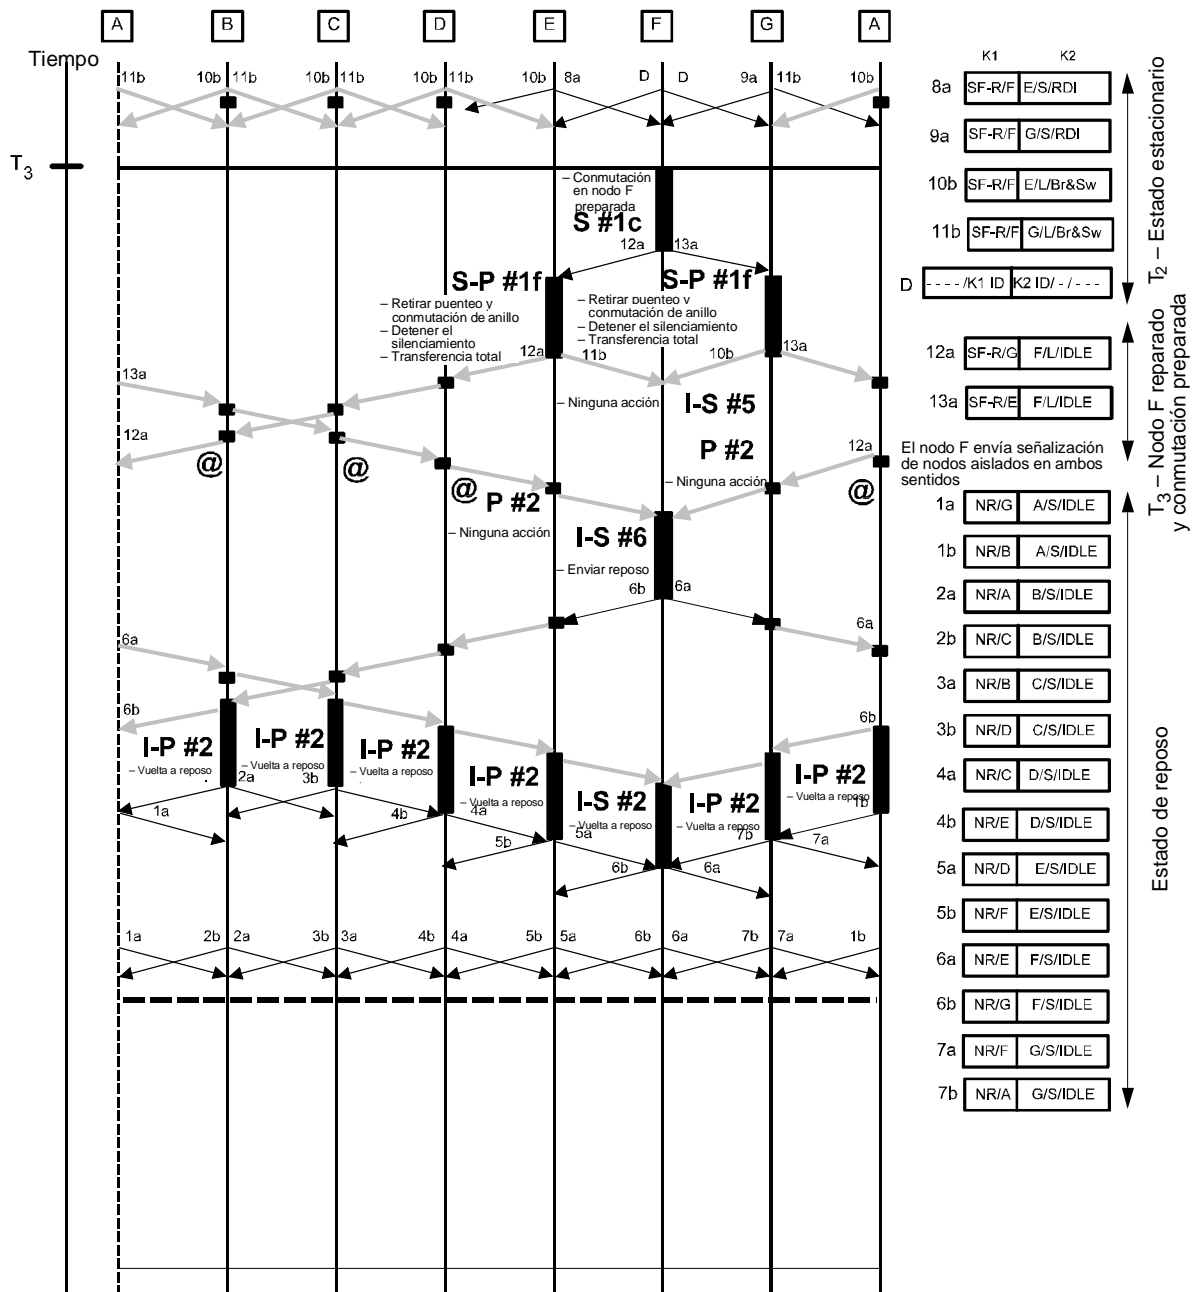 A B C D E F G A
Tiempo
K1 K2
11b 10b 11b 10b 11b 10b 11b 10b 8a D D 9a 11b 10b
8a SF-R/F E/S/RDI
9a SF-R/F G/S/RDI
10b SF-R/F E/L/Br&Sw
11b SF-R/F G/L/Br&Sw
D - - - - /K1 ID K2 ID/ - / - - -
T2 – Estado estacionario
T3
– Conmutación
en nodo F
preparada
S #1c
12a 13a
S-P #1f
– Retirar puenteo y
conmutación de anillo
– Detener el
silenciamiento
– Transferencia total
S-P #1f
– Retirar puenteo y
conmutación de anillo
– Detener el
silenciamiento
– Transferencia total
12a 11b 10b 13a
12a SF-R/G F/L/IDLE
13a SF-R/E F/L/IDLE
T3 – Nodo F reparado
y conmutación preparada
13a
– Ninguna acción
I-S #5
12a
@ @ @ @
P #2
– Ninguna acción
12a
El nodo F envía señalización
de nodos aislados en ambos
sentidos
P #2
– Ninguna acción
I-S #6
– Enviar reposo
6b 6a
6a 6a
6b 6b
I-P #2
– Vuelta a reposo
I-P #2
– Vuelta a reposo
I-P #2
– Vuelta a reposo
I-P #2
– Vuelta a reposo
I-S #2
– Vuelta a reposo
I-P #2
– Vuelta a reposo
I-P #2
– Vuelta a reposo
2a 3b 1b
1a 4b 4a 5b 5a 7b 7a
6b 6a
1a 2b 2a 3b 3a 4b 4a 5b 5a 6b 6a 7b 7a 1b
1a NR/G A/S/IDLE
1b NR/B A/S/IDLE
2a NR/A B/S/IDLE
2b NR/C B/S/IDLE
3a NR/B C/S/IDLE
3b NR/D C/S/IDLE
4a NR/C D/S/IDLE
4b NR/E D/S/IDLE
5a NR/D E/S/IDLE
5b NR/F E/S/IDLE
6a NR/E F/S/IDLE
6b NR/G F/S/IDLE
7a NR/F G/S/IDLE
7b NR/A G/S/IDLE
Estado de reposo